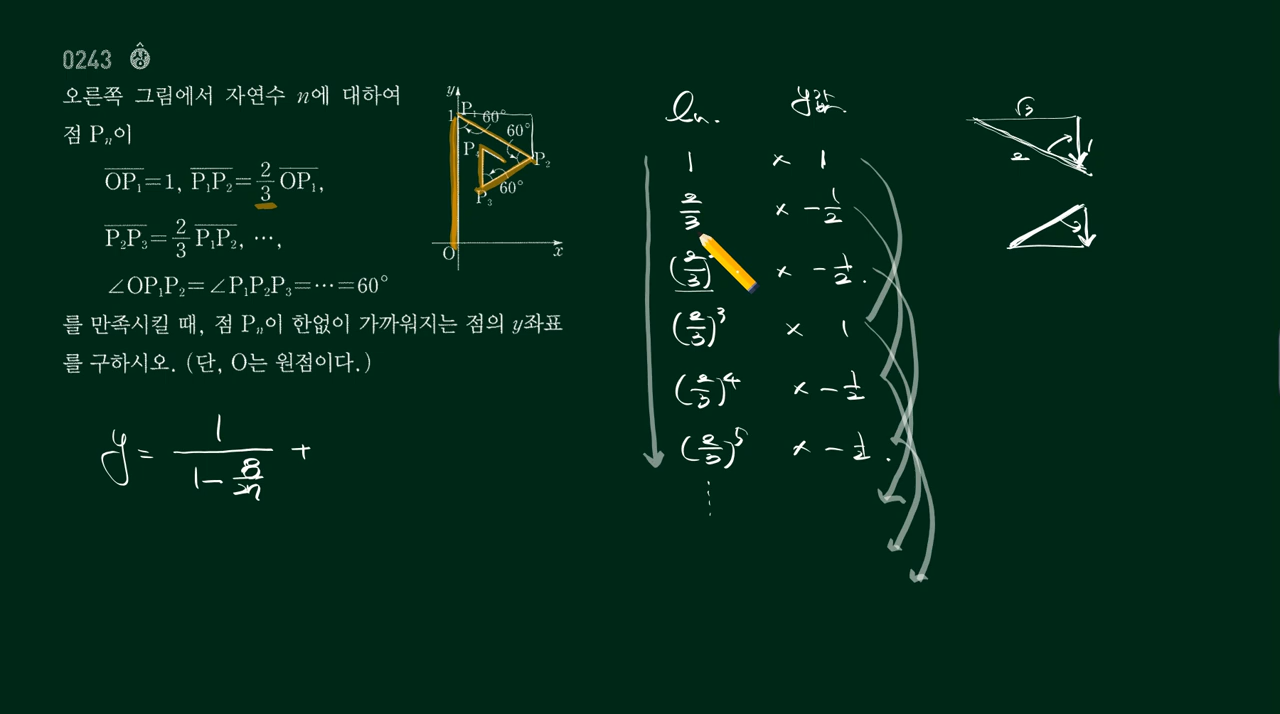 0243 상
오른쪽 그림에서 자연수 n에 대하여
점 Pₙ이
OP₁=1, P₁P₂=2/3 OP₁,
P₂P₃=2/3 P₁P₂, ⋯,
∠OP₁P₂=∠P₁P₂P₃=⋯=60°
를 만족시킬 때, 점 Pₙ이 한없이 가까워지는 점의 y좌표
를 구하시오. (단, O는 원점이다.)
y
1 P₁ 60°
60°
P₄ P₂
60°
P₃
O x
y = 1/(1 - 8/27) +
lₙ. y값.
1 × 1
2/3 × -1/2
(2/3)² × -1/2.
(2/3)³ × 1
(2/3)⁴ × -1/2
(2/3)⁵ × -1/2.
√3
2 1